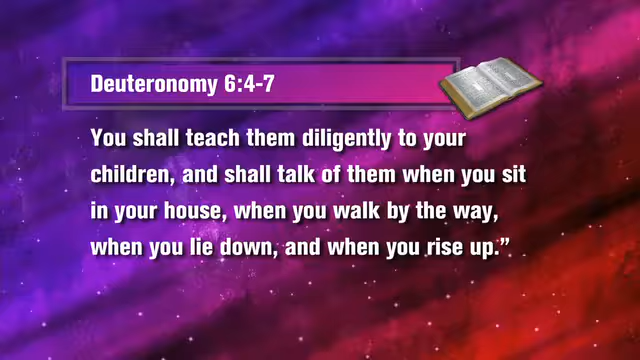 Deuteronomy 6:4-7
You shall teach them diligently to your
children, and shall talk of them when you sit
in your house, when you walk by the way,
when you lie down, and when you rise up.”